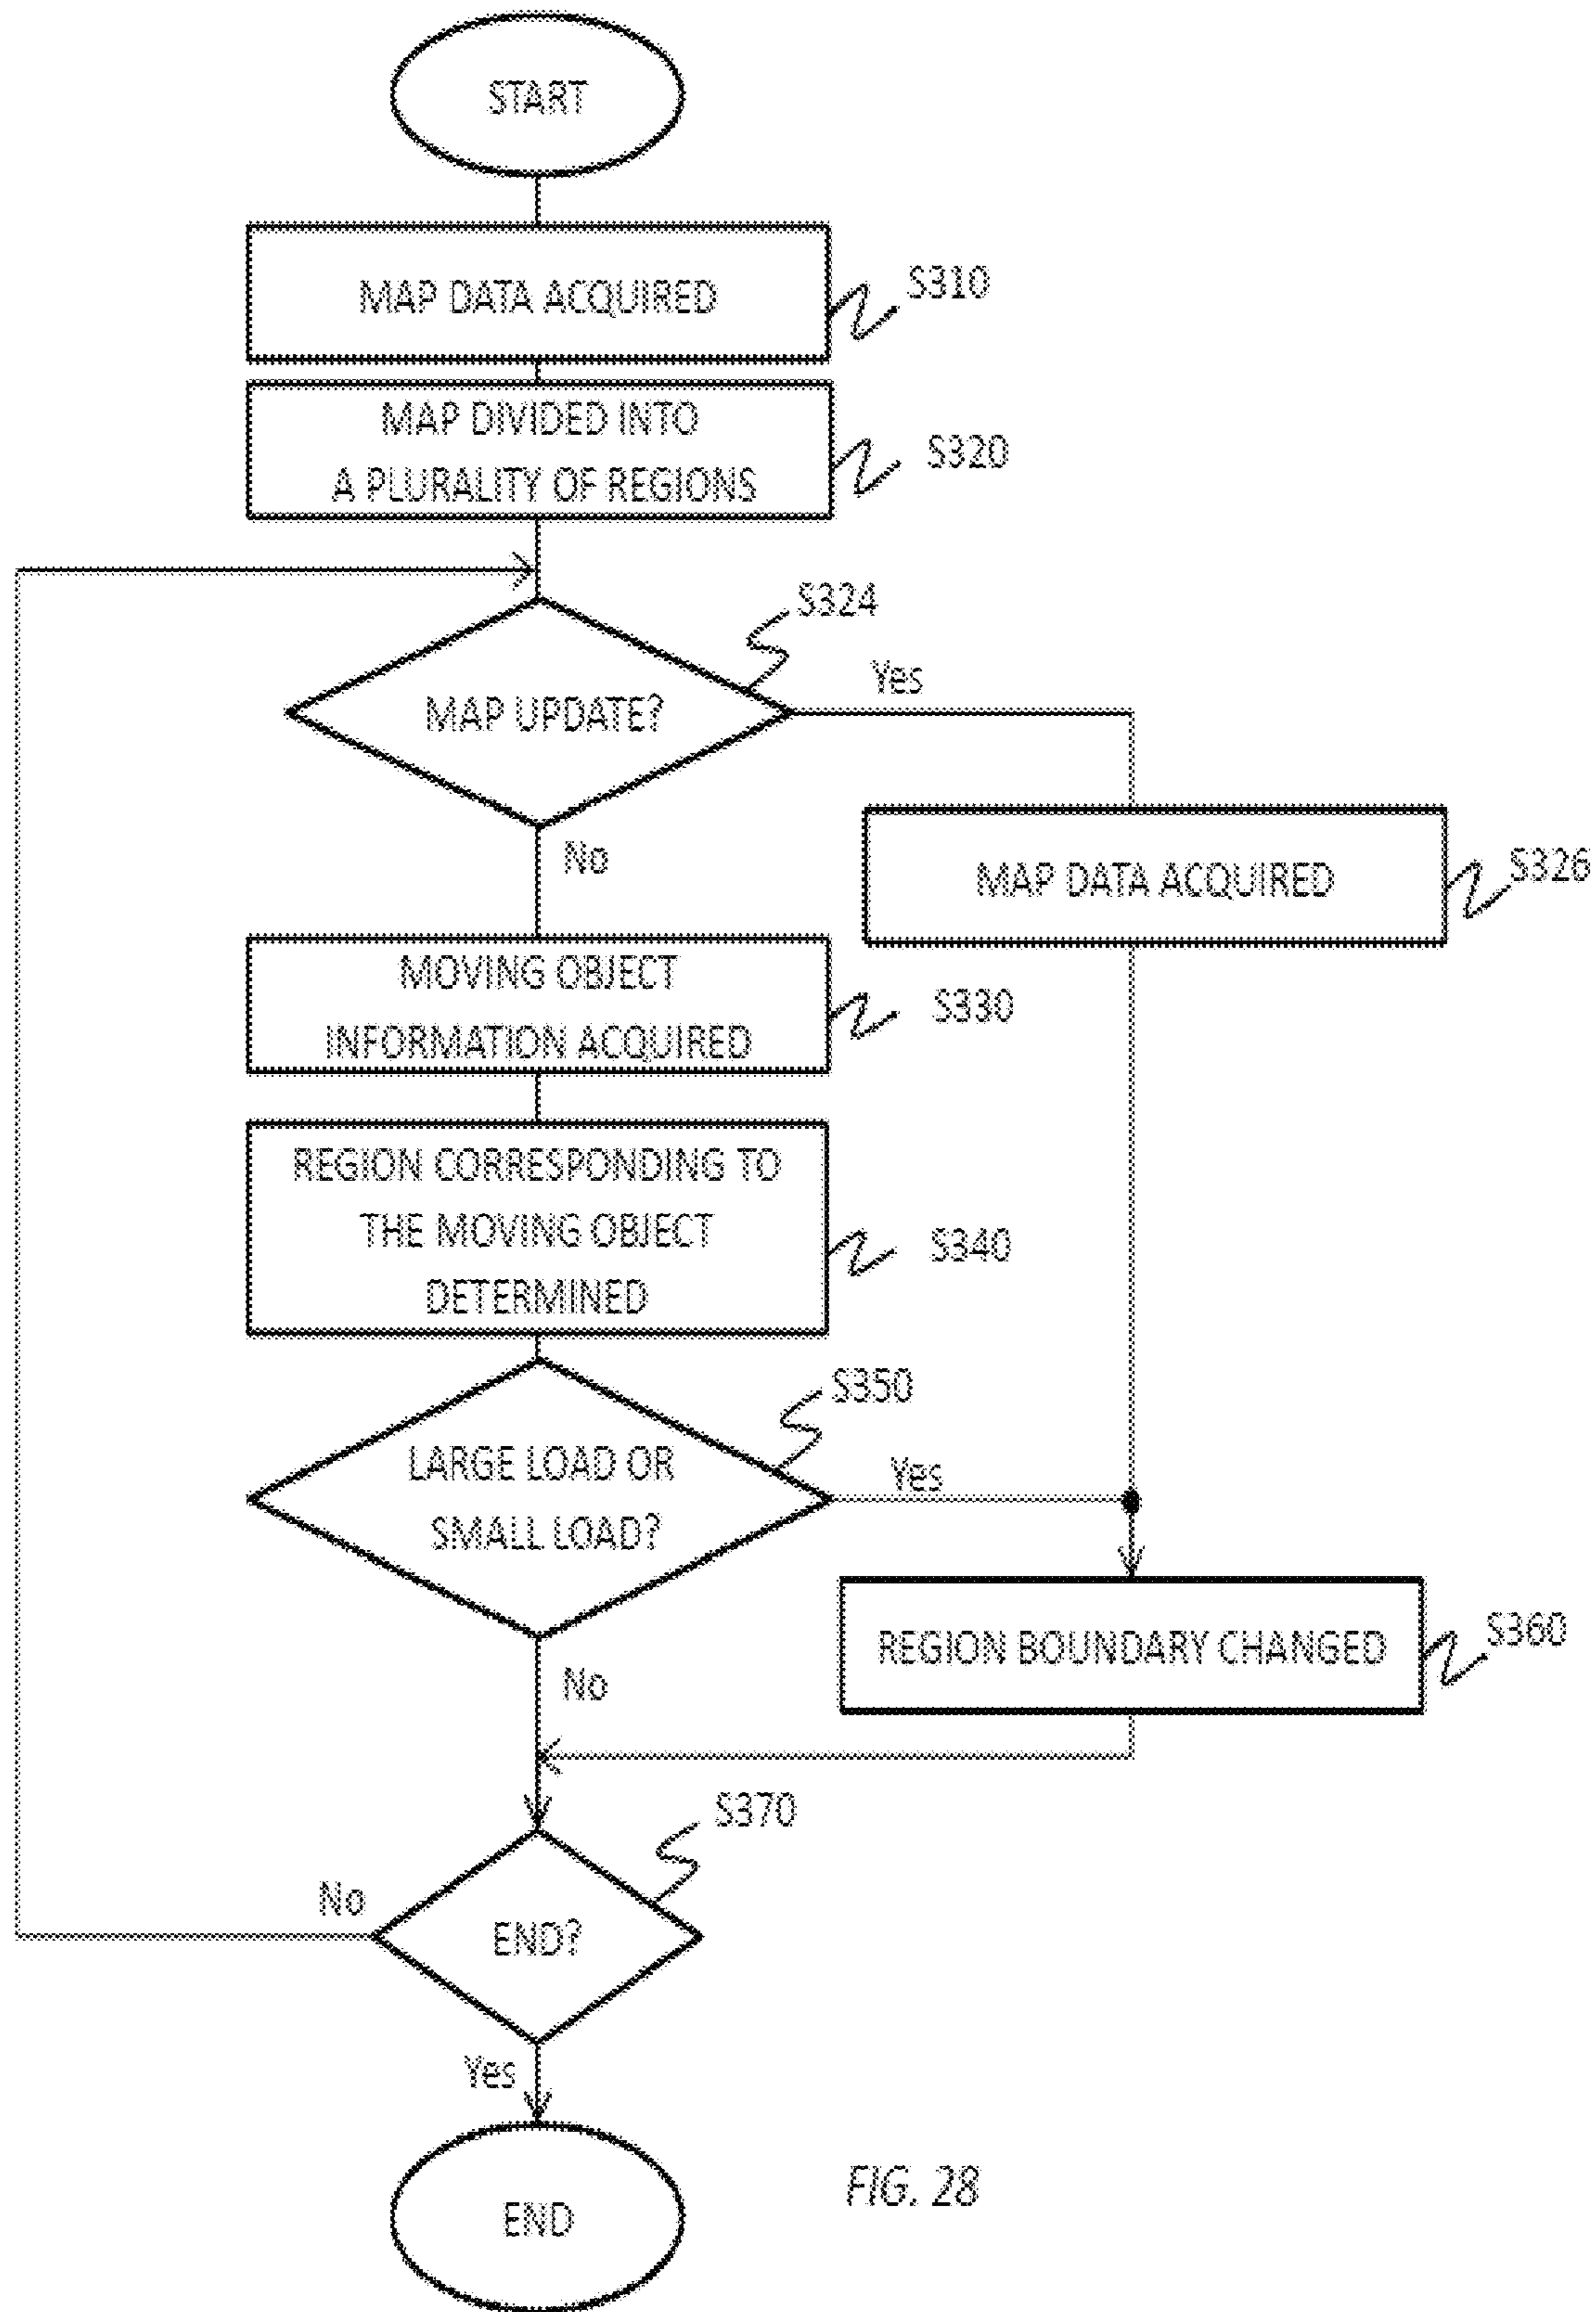 START
MAP DATA ACQUIRED
S310
MAP DIVIDED INTO
A PLURALITY OF REGIONS
S320
S324
MAP UPDATE?
Yes
No
MAP DATA ACQUIRED
S326
MOVING OBJECT
INFORMATION ACQUIRED
S330
REGION CORRESPONDING TO
THE MOVING OBJECT
DETERMINED
S340
S350
LARGE LOAD OR
SMALL LOAD?
Yes
No
REGION BOUNDARY CHANGED
S360
S370
No
END?
Yes
END
FIG. 28